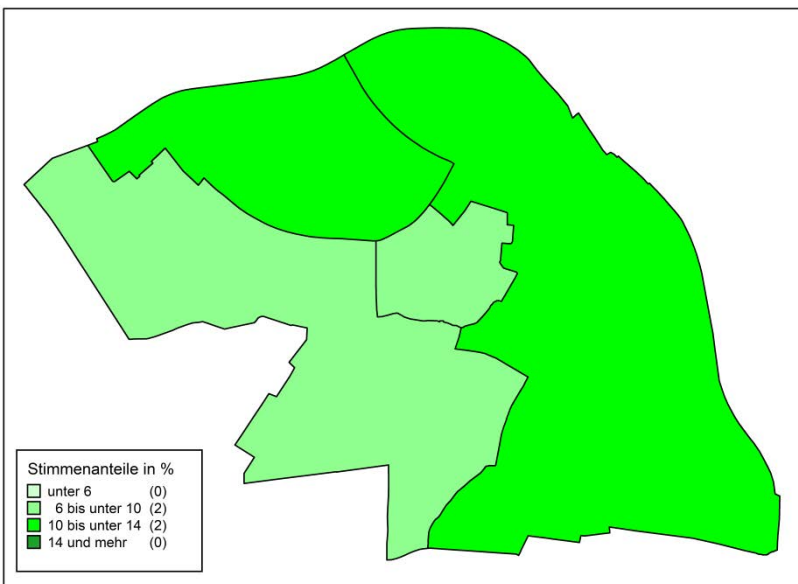 Stimmenanteile in %
unter 6 (0)
6 bis unter 10 (2)
10 bis unter 14 (2)
14 und mehr (0)